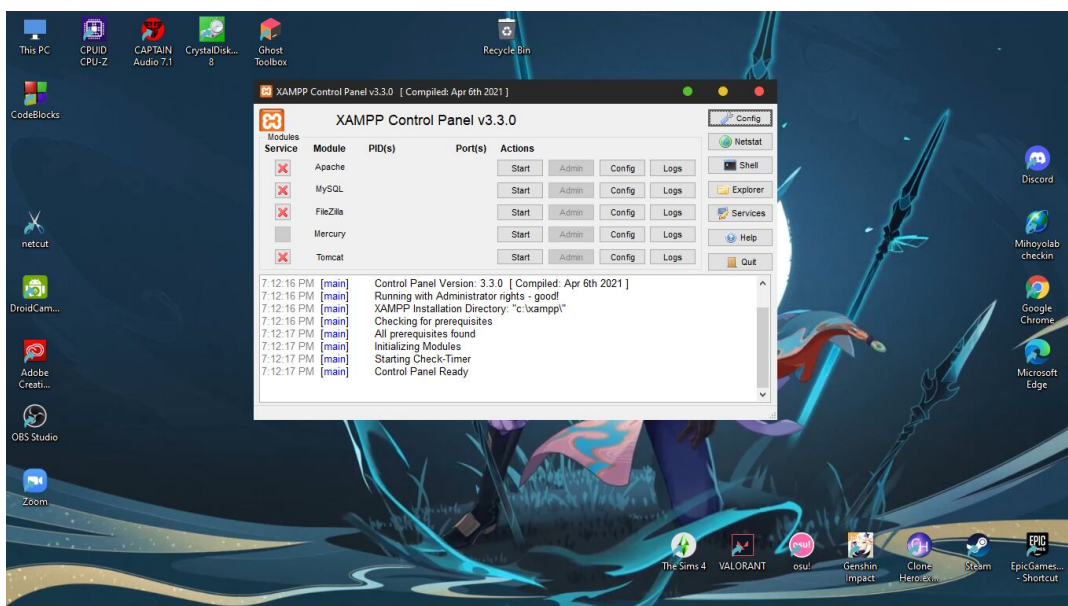 This PC
CPUID
CPU-Z
CAPTAIN
Audio 7.1
CrystalDisk...
8
Ghost
Toolbox
Recycle Bin
CodeBlocks
netcut
DroidCam...
Adobe
Creati...
OBS Studio
Zoom
XAMPP Control Panel v3.3.0 [ Compiled: Apr 6th 2021 ]
XAMPP Control Panel v3.3.0
Modules
Service Module PID(s) Port(s) Actions
Apache Start Admin Config Logs
MySQL Start Admin Config Logs
FileZilla Start Admin Config Logs
Mercury Start Admin Config Logs
Tomcat Start Admin Config Logs
Config
Netstat
Shell
Explorer
Services
Help
Quit
7:12:16 PM [main] Control Panel Version: 3.3.0 [ Compiled: Apr 6th 2021 ]
7:12:16 PM [main] Running with Administrator rights - good!
7:12:16 PM [main] XAMPP Installation Directory: "c:\xampp\"
7:12:16 PM [main] Checking for prerequisites
7:12:17 PM [main] All prerequisites found
7:12:17 PM [main] Initializing Modules
7:12:17 PM [main] Starting Check-Timer
7:12:17 PM [main] Control Panel Ready
Discord
Mihoyolab
checkin
Google
Chrome
Microsoft
Edge
The Sims 4
VALORANT
osu!
osu!
Genshin
Impact
CH
Clone
Hero.ex...
Steam
EPIC
GAMES
EpicGames...
- Shortcut